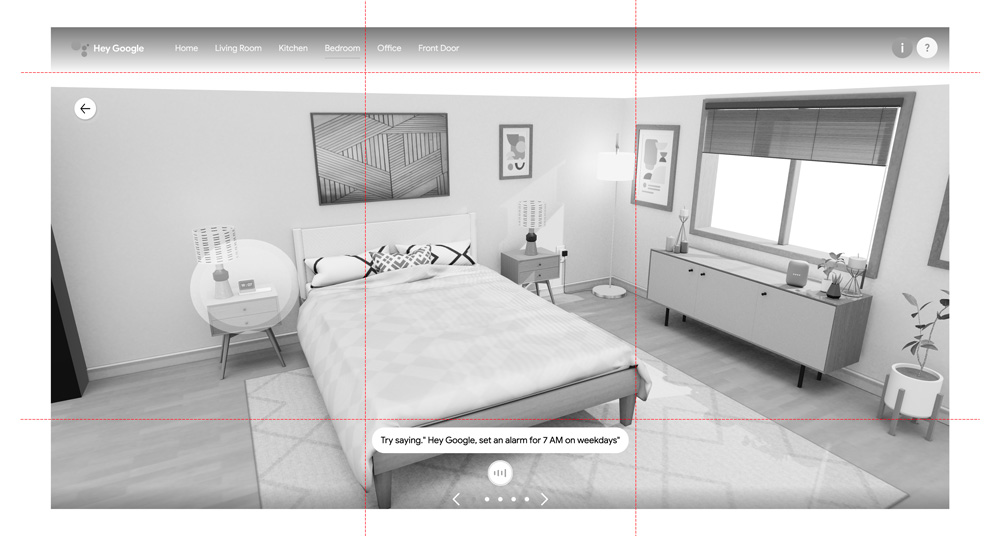 Hey Google
Home
Living Room
Kitchen
Bedroom
Office
Front Door
i
?
Try saying." Hey Google, set an alarm for 7 AM on weekdays"